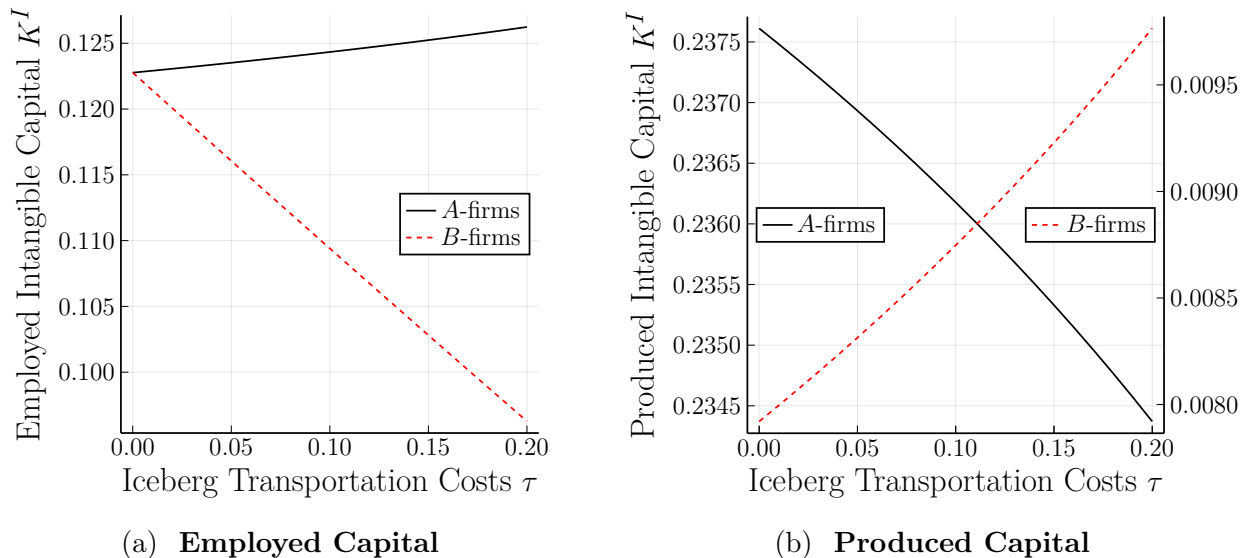 Employed Intangible Capital K^I
0.125
0.120
0.115
0.110
0.105
0.100
A-firms
B-firms
0.00 0.05 0.10 0.15 0.20
Iceberg Transportation Costs τ
(a) Employed Capital
Produced Intangible Capital K^I
0.2375
0.2370
0.2365
0.2360
0.2355
0.2350
0.2345
A-firms
B-firms
0.0095
0.0090
0.0085
0.0080
0.00 0.05 0.10 0.15 0.20
Iceberg Transportation Costs τ
(b) Produced Capital